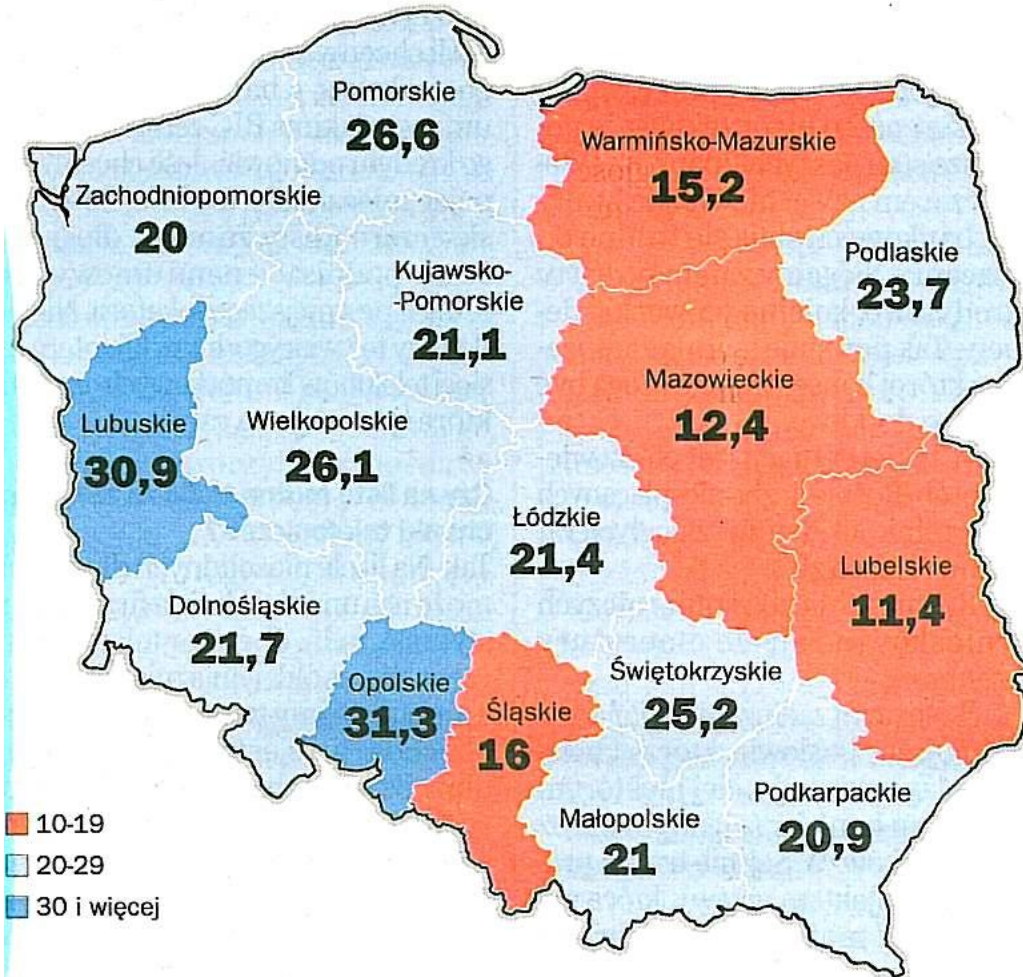 Pomorskie
26,6
Warmińsko-Mazurskie
15,2
Zachodniopomorskie
20
Podlaskie
23,7
Kujawsko-
-Pomorskie
21,1
Mazowieckie
12,4
Lubuskie
30,9
Wielkopolskie
26,1
Łódzkie
21,4
Lubelskie
11,4
Dolnośląskie
21,7
Opolskie
31,3
Śląskie
16
Świętokrzyskie
25,2
Małopolskie
21
Podkarpackie
20,9
10-19
20-29
30 i więcej